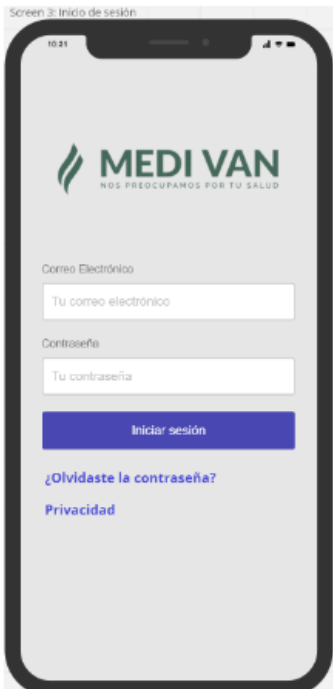 Screen 3: Inicio de sesión
10:21
MEDI VAN
NOS PREOCUPAMOS POR TU SALUD
Correo Electrónico
Tu correo electrónico
Contraseña
Tu contraseña
Iniciar sesión
¿Olvidaste la contraseña?
Privacidad